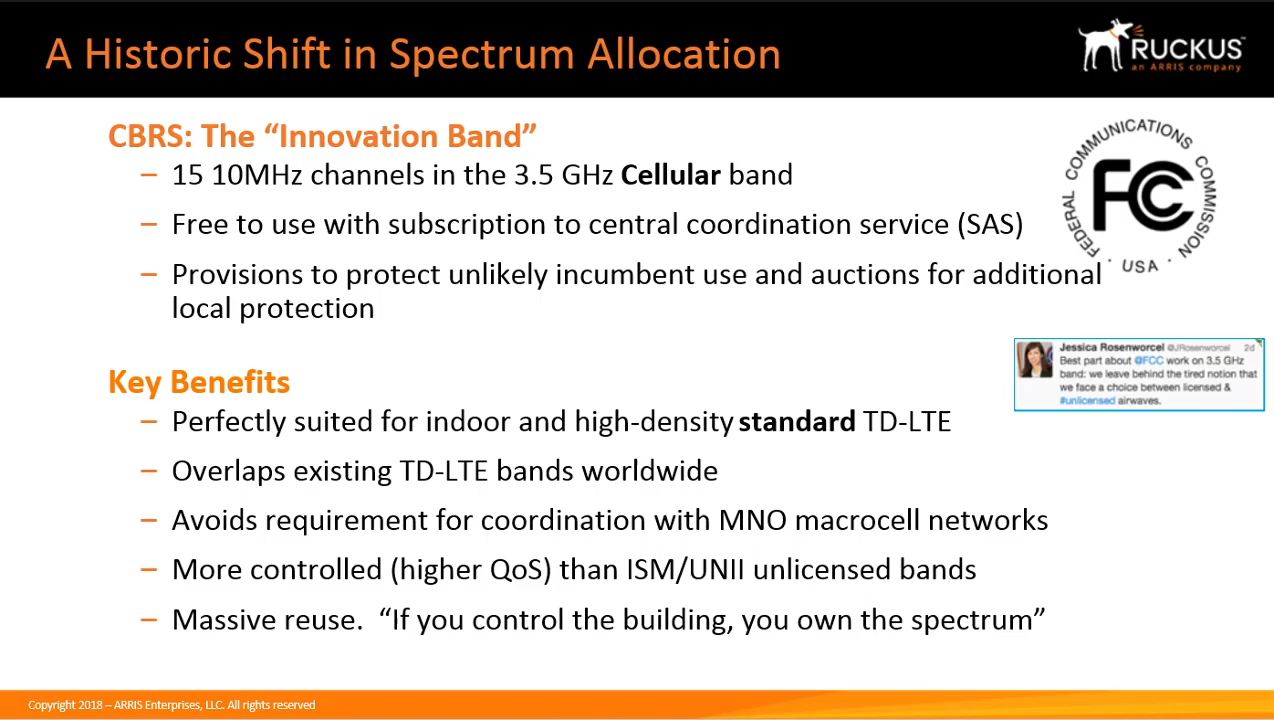 A Historic Shift in Spectrum Allocation
RUCKUS™
an ARRIS company
CBRS: The “Innovation Band”
– 15 10MHz channels in the 3.5 GHz Cellular band
– Free to use with subscription to central coordination service (SAS)
– Provisions to protect unlikely incumbent use and auctions for additional
local protection
FEDERAL COMMUNICATIONS COMMISSION · USA ·
FCC
Jessica Rosenworcel @JRosenworcel 2d
Best part about @FCC work on 3.5 GHz
band: we leave behind the tired notion that
we face a choice between licensed &
#unlicensed airwaves.
Key Benefits
– Perfectly suited for indoor and high-density standard TD-LTE
– Overlaps existing TD-LTE bands worldwide
– Avoids requirement for coordination with MNO macrocell networks
– More controlled (higher QoS) than ISM/UNII unlicensed bands
– Massive reuse.  “If you control the building, you own the spectrum”
Copyright 2018 – ARRIS Enterprises, LLC. All rights reserved